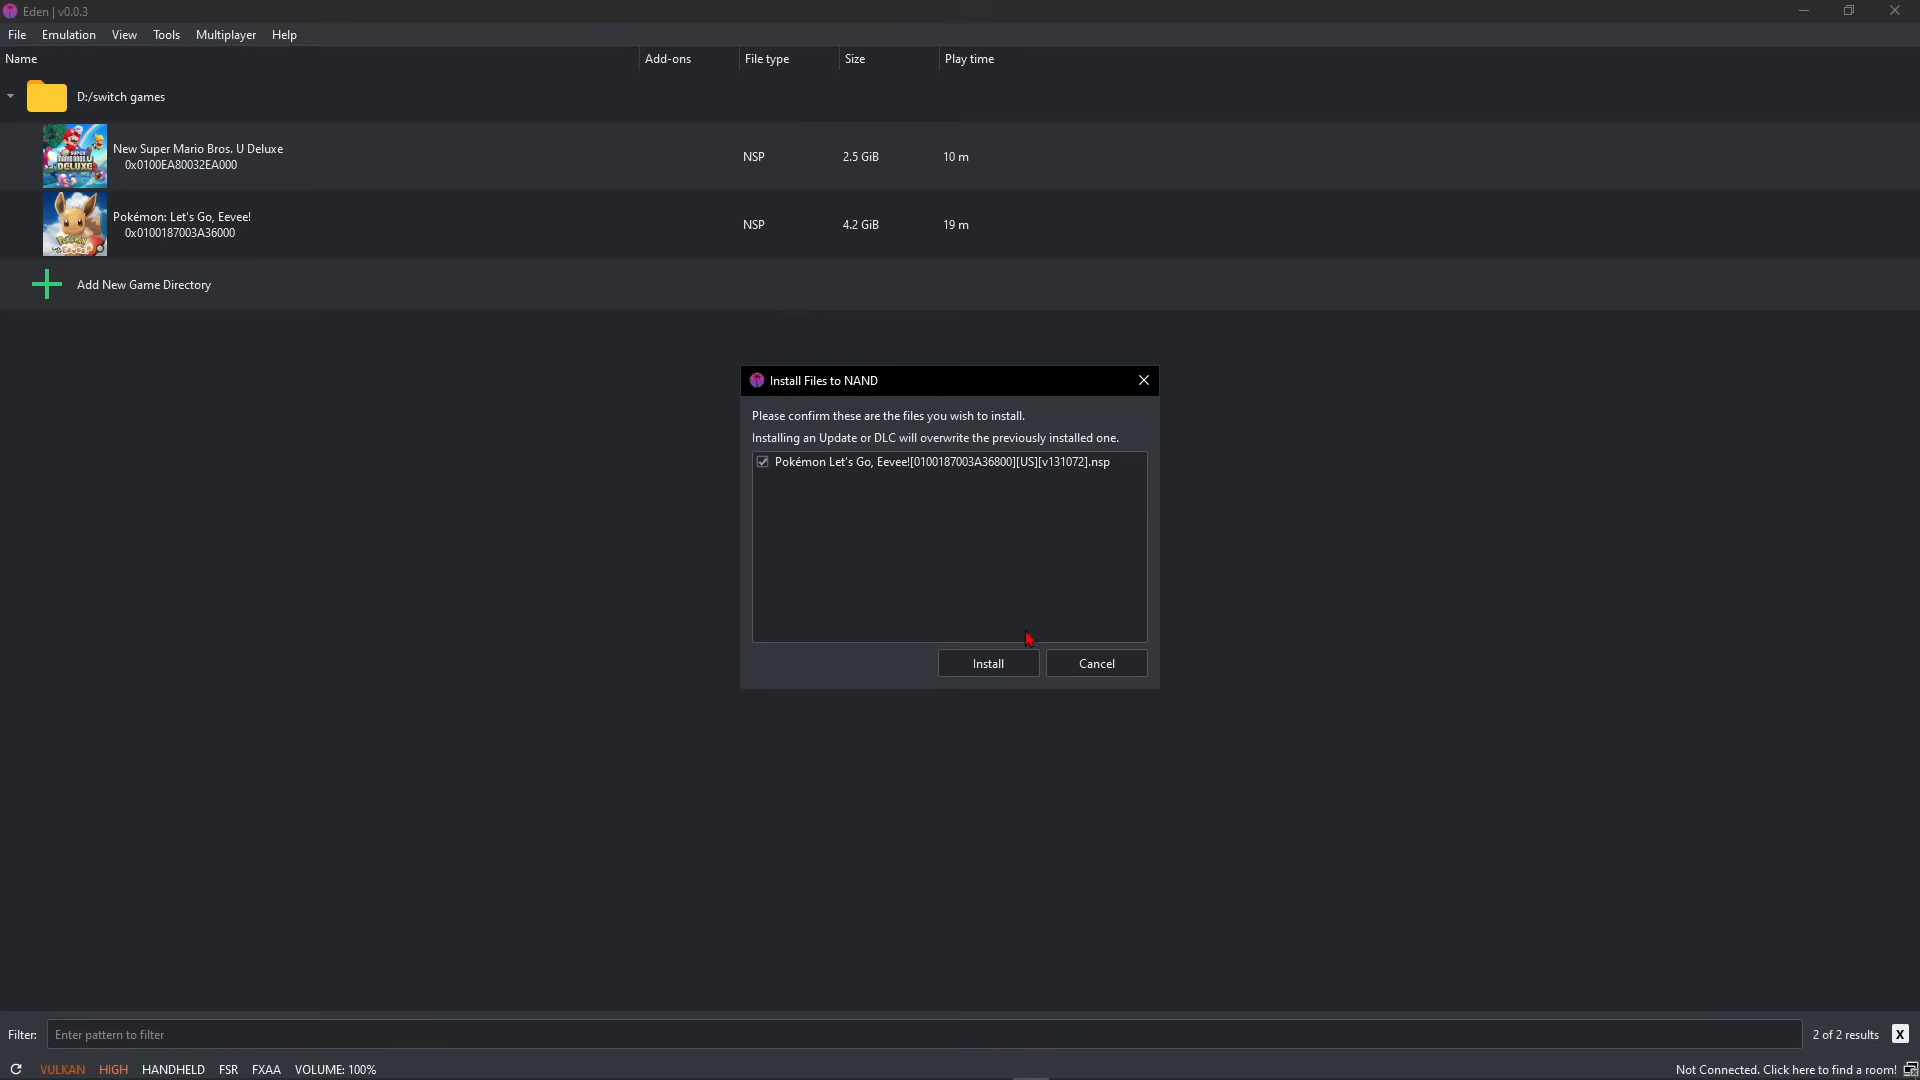 Eden | v0.0.3
File Emulation View Tools Multiplayer Help
Name Add-ons File type Size Play time
D:/switch games
New Super Mario Bros. U Deluxe
0x0100EA80032EA000
NSP 2.5 GiB 10 m
Pokémon: Let's Go, Eevee!
0x0100187003A36000
NSP 4.2 GiB 19 m
Add New Game Directory
Install Files to NAND
Please confirm these are the files you wish to install.
Installing an Update or DLC will overwrite the previously installed one.
Pokémon Let's Go, Eevee![0100187003A36800][US][v131072].nsp
Install Cancel
Filter: Enter pattern to filter 2 of 2 results X
VULKAN HIGH HANDHELD FSR FXAA VOLUME: 100% Not Connected. Click here to find a room!